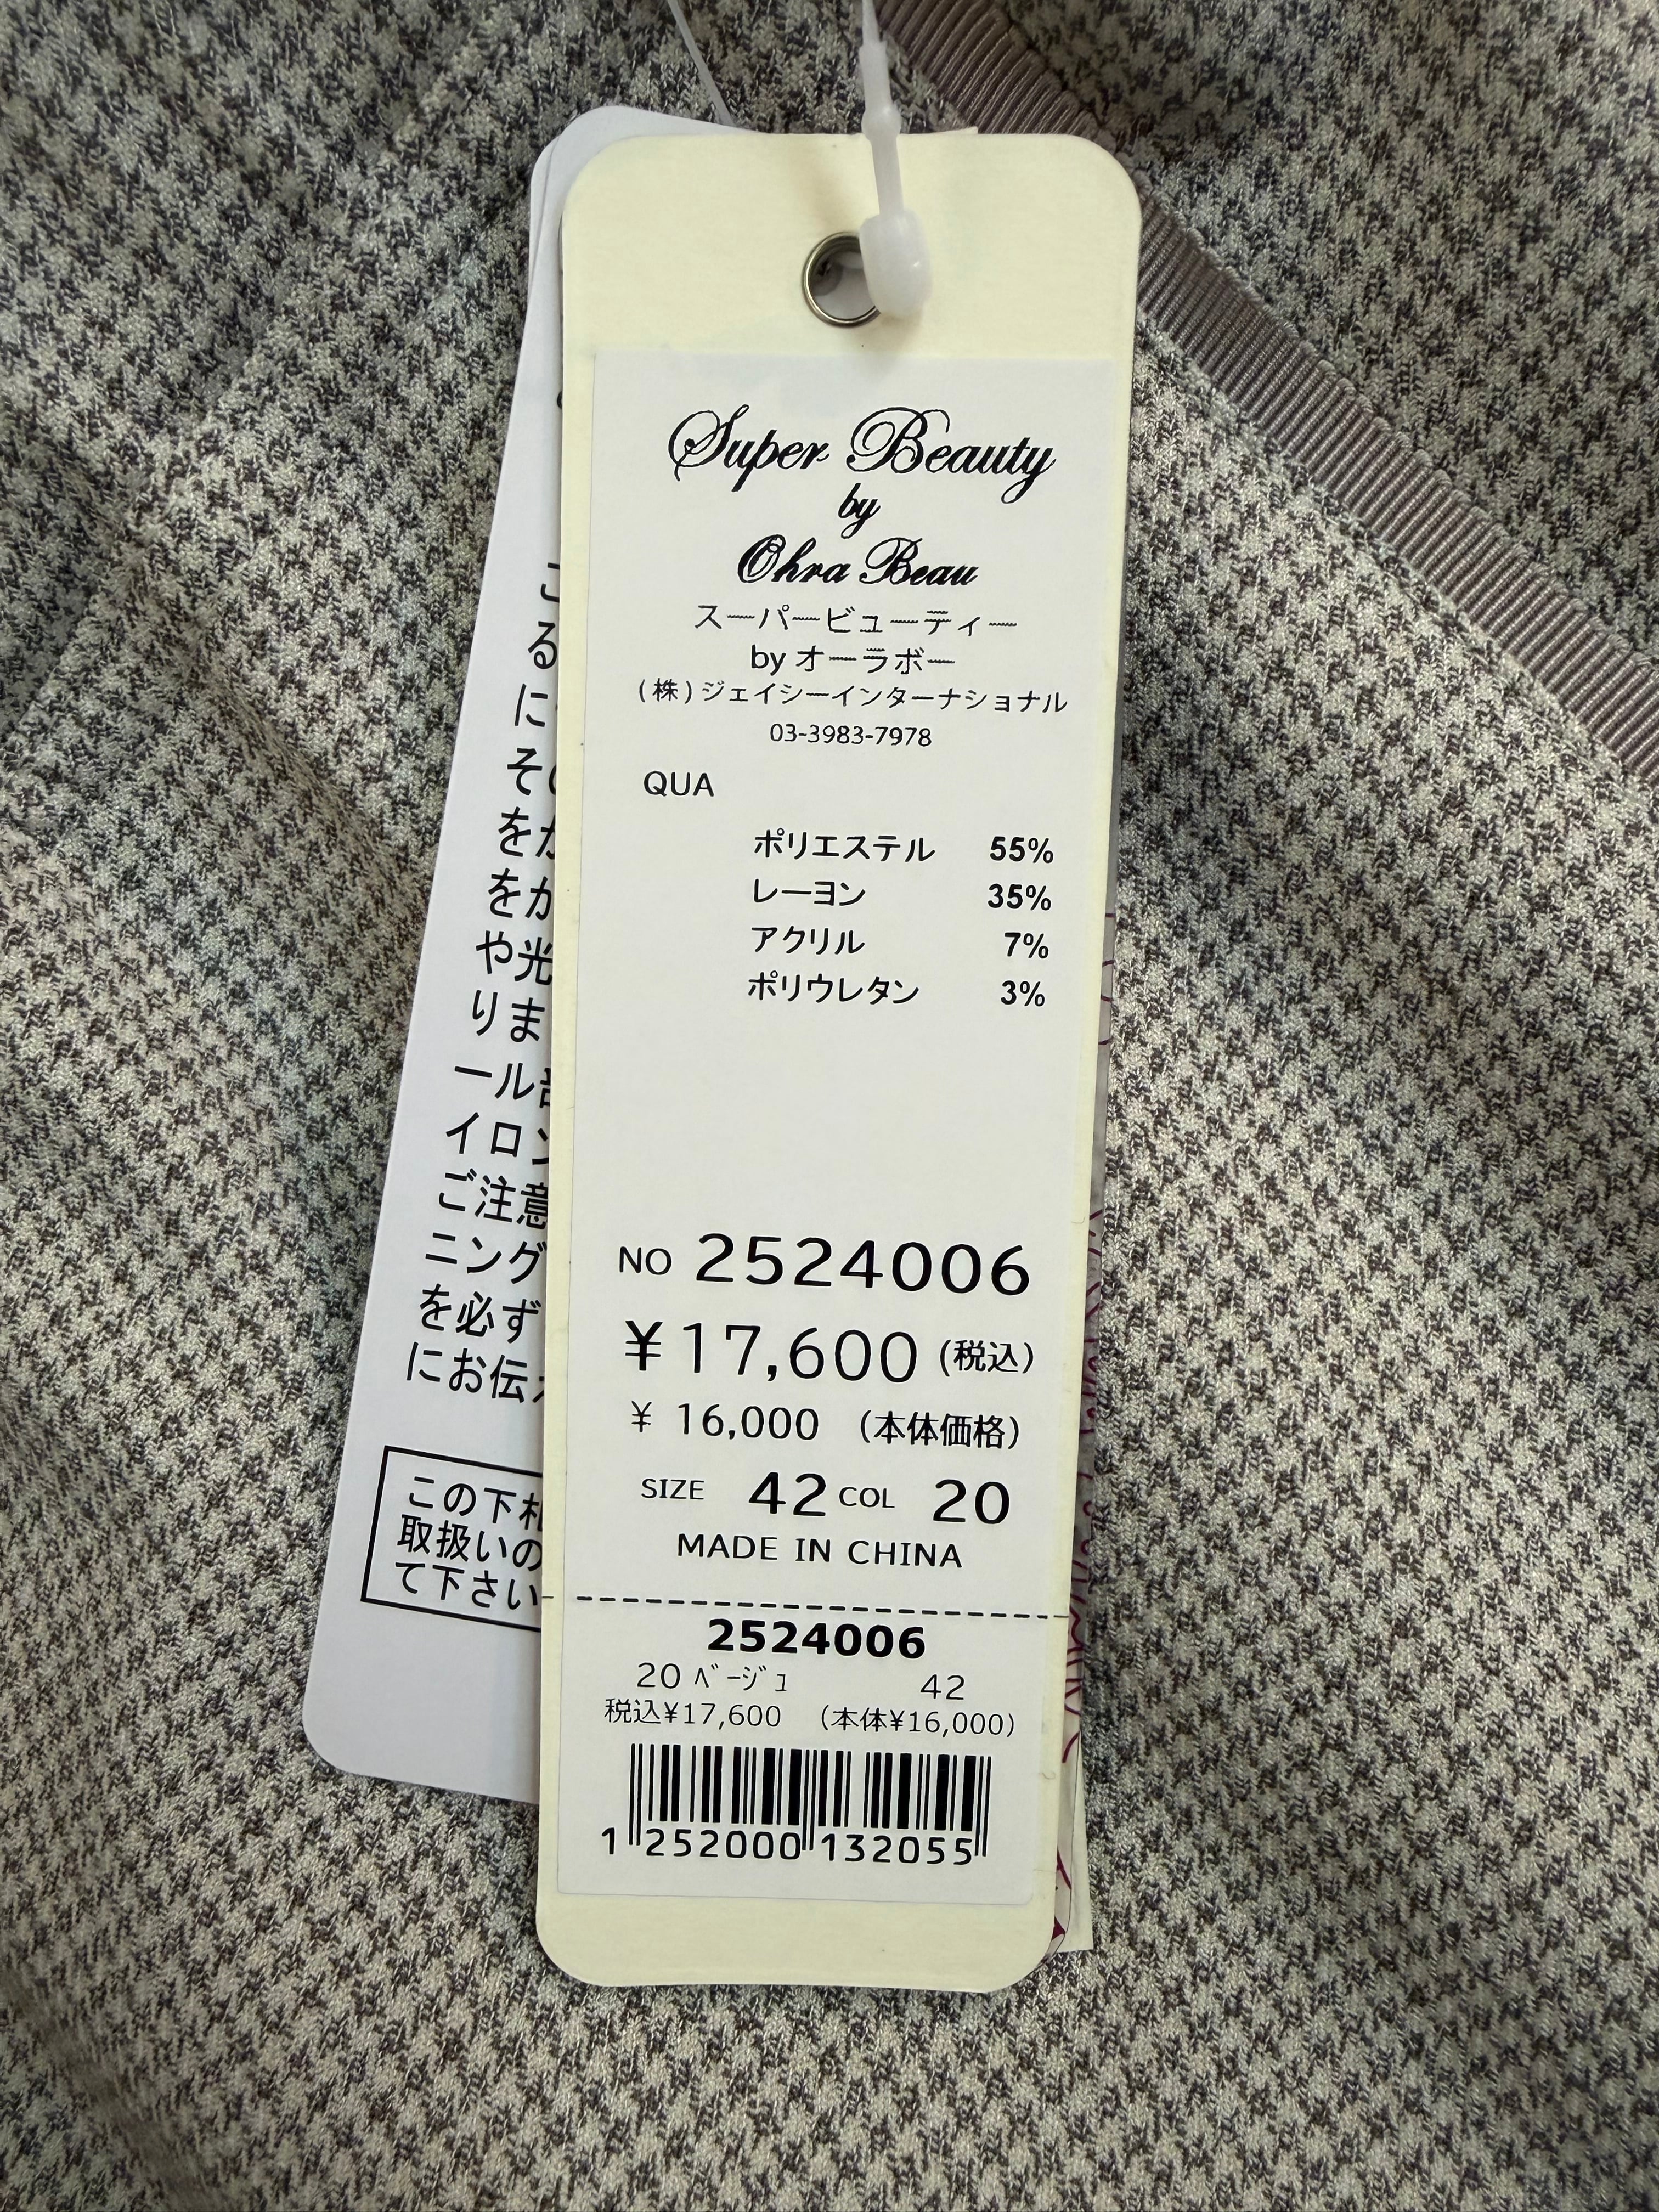 Super Beauty
by
Ohra Beau
スーパービューティー
by オーラボー
(株)ジェイシーインターナショナル
03-3983-7978
QUA
ポリエステル 55%
レーヨン 35%
アクリル 7%
ポリウレタン 3%
NO 2524006
¥17,600 (税込)
¥ 16,000 (本体価格)
SIZE 42 COL 20
MADE IN CHINA
2524006
20 ﾍﾞｰｼﾞｭ 42
税込¥17,600 (本体¥16,000)
1 252000 132055
る
に
そ
をか
をか
や光
りま
ール部
イロン
ご注意
ニング
を必ず
にお伝え
この下札
取扱いの
て下さい